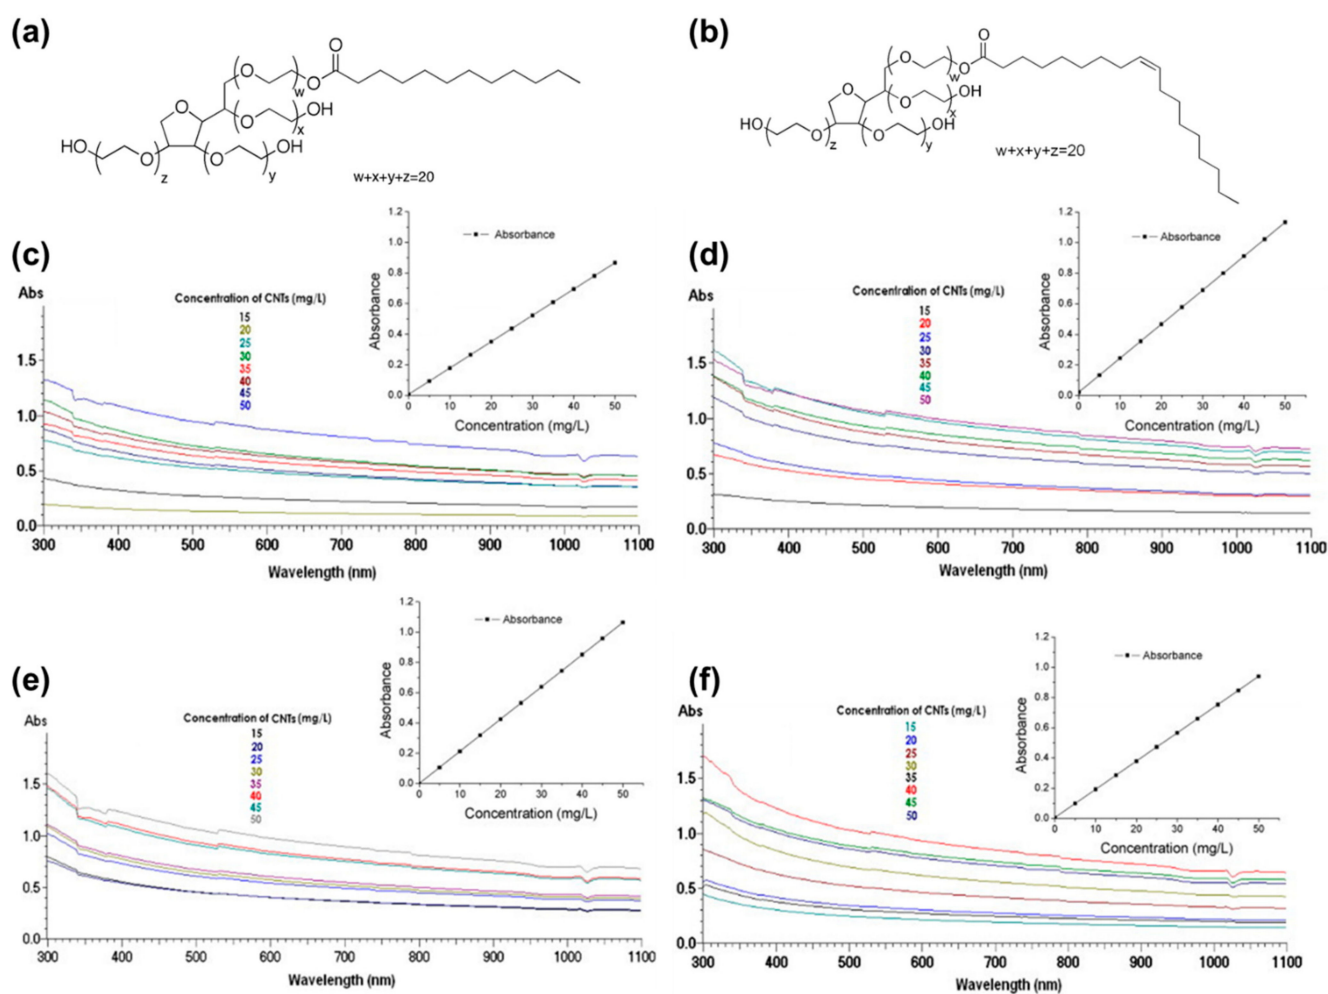 (a)
O
O
O
w
O
O
O
x
OH
HO
O
z
O
y
OH
w+x+y+z=20
(b)
O
O
O
w
O
O
O
x
OH
HO
O
z
O
y
OH
w+x+y+z=20
(c)
Abs
Concentration of CNTs (mg/L)
15
20
25
30
35
40
45
50
1.5
1.0
0.5
0.0
300 400 500 600 700 800 900 1000 1100
Wavelength (nm)
Absorbance
Absorbance
1.2
1.0
0.8
0.6
0.4
0.2
0.0
0 10 20 30 40 50
Concentration (mg/L)
(d)
Abs
Concentration of CNTs (mg/L)
15
20
25
30
35
40
45
50
1.5
1.0
0.5
0.0
300 400 500 600 700 800 900 1000 1100
Wavelength (nm)
Absorbance
Absorbance
1.2
1.0
0.8
0.6
0.4
0.2
0.0
0 10 20 30 40 50
Concentration (mg/L)
(e)
Abs
Concentration of CNTs (mg/L)
15
20
25
30
35
40
45
50
1.5
1.0
0.5
0.0
300 400 500 600 700 800 900 1000 1100
Wavelength (nm)
Absorbance
Absorbance
1.2
1.0
0.8
0.6
0.4
0.2
0.0
0 10 20 30 40 50
Concentration (mg/L)
(f)
Abs
Concentration of CNTs (mg/L)
15
20
25
30
35
40
45
50
1.5
1.0
0.5
0.0
300 400 500 600 700 800 900 1000 1100
Wavelength (nm)
Absorbance
Absorbance
1.2
1.0
0.8
0.6
0.4
0.2
0.0
0 10 20 30 40 50
Concentration (mg/L)